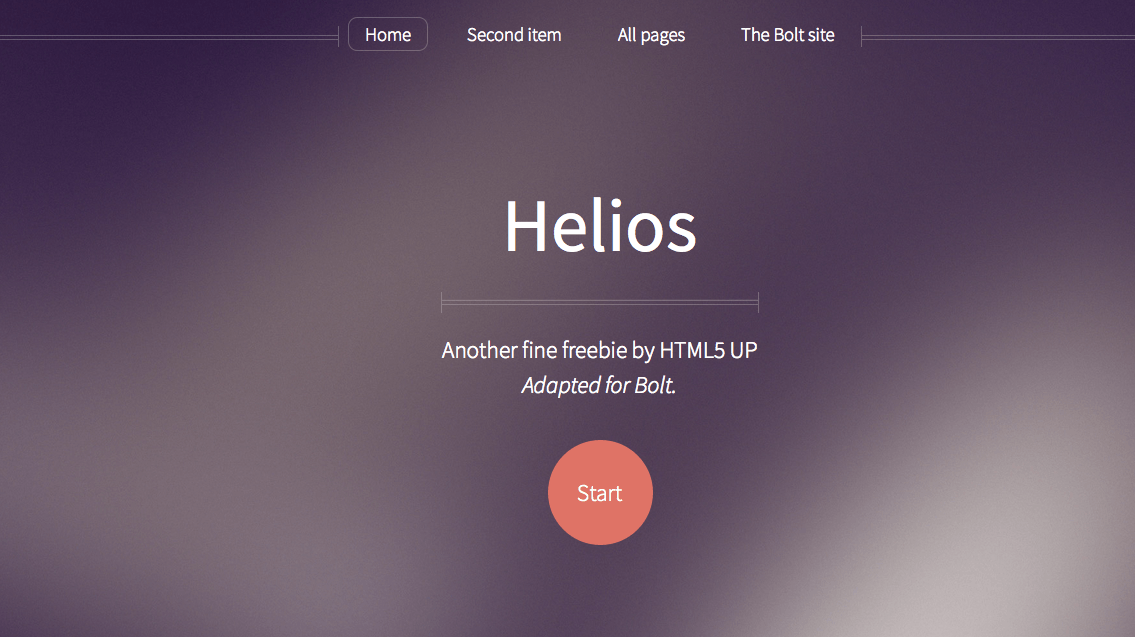 Home Second item All pages The Bolt site
Helios
Another fine freebie by HTML5 UP
Adapted for Bolt.
Start